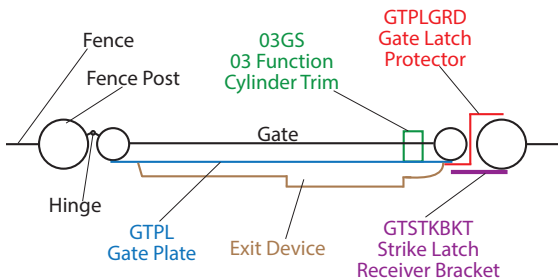 Fence
Fence Post
03GS
03 Function
Cylinder Trim
GTPLGRD
Gate Latch
Protector
Gate
Hinge
GTPL
Gate Plate
Exit Device
GTSTKBKT
Strike Latch
Receiver Bracket